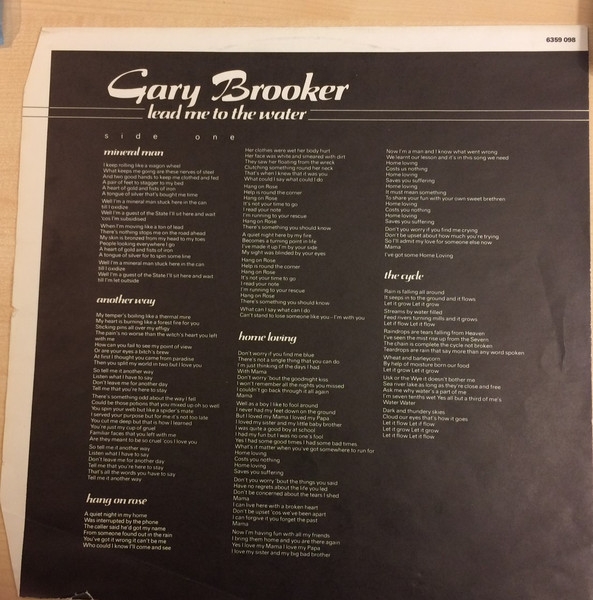 6359 098
Gary Brooker
lead me to the water
side one
mineral man
I keep rolling like a wagon wheel
What keeps me going are these nerves of steel
And two good hands to keep me clothed and fed
A pair of feet to stagger to my bed
A heart of gold and fists of iron
A tongue of silver that's bought me time
Well I'm a mineral man stuck here in the can
till I oxidize
Well I'm a guest of the State I'll sit here and wait
'cos I'm subsidised
When I'm moving like a ton of lead
There's nothing stops me on the road ahead
My skin is bronzed from my head to my toes
People looking everywhere I go
A heart of gold and fists of iron
A tongue of silver for to spin some line
Well I'm a mineral man stuck here in the can
till I oxidize
Well I'm a guest of the State I'll sit here and wait
till I'm let outside
another way
My temper's boiling like a thermal mire
My heart is burning like a forest fire for you
Sticking pins all over my effigy
The pain's no worse than the witch's heart you left
with me
How can you fail to see my point of view
Or are your eyes a bitch's brew
At first I thought you came from paradise
Then you split my world in two but I love you
So tell me it another way
Listen what I have to say
Don't leave me for another day
Tell me that you're here to stay
There's something odd about the way I fell
Could be those potions that you mixed up oh so well
You spin your web but like a spider's mate
I served your purpose but for me it's not too late
You cut me deep but that is how I learned
You're just my cup of gruel
Familiar faces that you left with me
Are they meant to be so cruel 'cos I love you
So tell me it another way
Listen what I have to say
Don't leave me for another day
Tell me that you're here to stay
That's all the words you have to say
Tell me it another way
hang on rose
A quiet night in my home
Was interrupted by the phone
The caller said he'd got my name
From someone found out in the rain
You've got it wrong it can't be me
Who could I know I'll come and see
Her clothes were wet her body hurt
Her face was white and smeared with dirt
They saw her floating from the wreck
Clutching something round her neck
That's when I knew that it was you
What could I say what could I do
Hang on Rose
Help is round the corner
Hang on Rose
It's not your time to go
I read your note
I'm running to your rescue
Hang on Rose
There's something you should know
A quiet night here by my fire
Becomes a turning point in life
I've made it up I'm by your side
My sight was blinded by your eyes
Hang on Rose
Help is round the corner
Hang on Rose
It's not your time to go
I read your note
I'm running to your rescue
Hang on Rose
There's something you should know
What can I say what can I do
Can't stand to lose someone like you - I'm with you
home loving
Don't worry if you find me blue
There's not a single thing that you can do
I'm just thinking of the days I had
With Mama
Don't worry 'bout the goodnight kiss
I won't remember all the nights you missed
I couldn't go back through it all again
Mama
Well as a boy I like to fool around
I never had my feet down on the ground
But I loved my Mama I loved my Papa
I loved my sister and my little baby brother
I was quite a good boy at school
I had my fun but I was no one's fool
Yes I had some good times I had some bad times
What's it matter when you've got somewhere to run for
Home loving
Costs you nothing
Home loving
Saves you suffering
Don't you worry 'bout the things you said
Have no regrets about the life you led
Don't be concerned about the tears I shed
Mama
I can live here with a broken heart
Don't be upset 'cos we've been apart
I can forgive it you forget the past
Mama
Now I'm having fun with all my friends
I bring them home and you are there again
Yes I love my Mama I love my Papa
I love my sister and my big bad brother
Now I'm a man and I know what went wrong
We learnt our lesson and it's on this song we need
Home loving
Costs us nothing
Home loving
Saves you suffering
Home loving
It must mean something
To share your fun with your own sweet brethren
Home loving
Costs you nothing
Home loving
Saves you suffering
Don't you worry if you find me crying
Don't be upset about how much you're trying
So I'll admit my love for someone else now
Mama
I've got some Home Loving
the cycle
Rain is falling all around
It seeps in to the ground and it flows
Let it flow Let it flow
Streams by water filled
Feed rivers turning mills and it grows
Let if flow Let it flow
Raindrops are tears falling from Heaven
I've seen the most rise up from the Severn
The chain is complete the cycle not broken
Teardrops are rain that say more than any word spoken
Wheat and barleycorn
By help of moisture born our food
Let it grow Let it grow
Usk or the Wye it doesn't bother me
Sea river lake as long as they're close and free
Ask me why water's a part of me
I'm seven tenths wet Yes all but a third of me's
Water Water
Dark and thundery skies
Cloud our eyes that's how it goes
Let it flow Let it flow
Let it grow Let it grow
Let it flow Let it flow